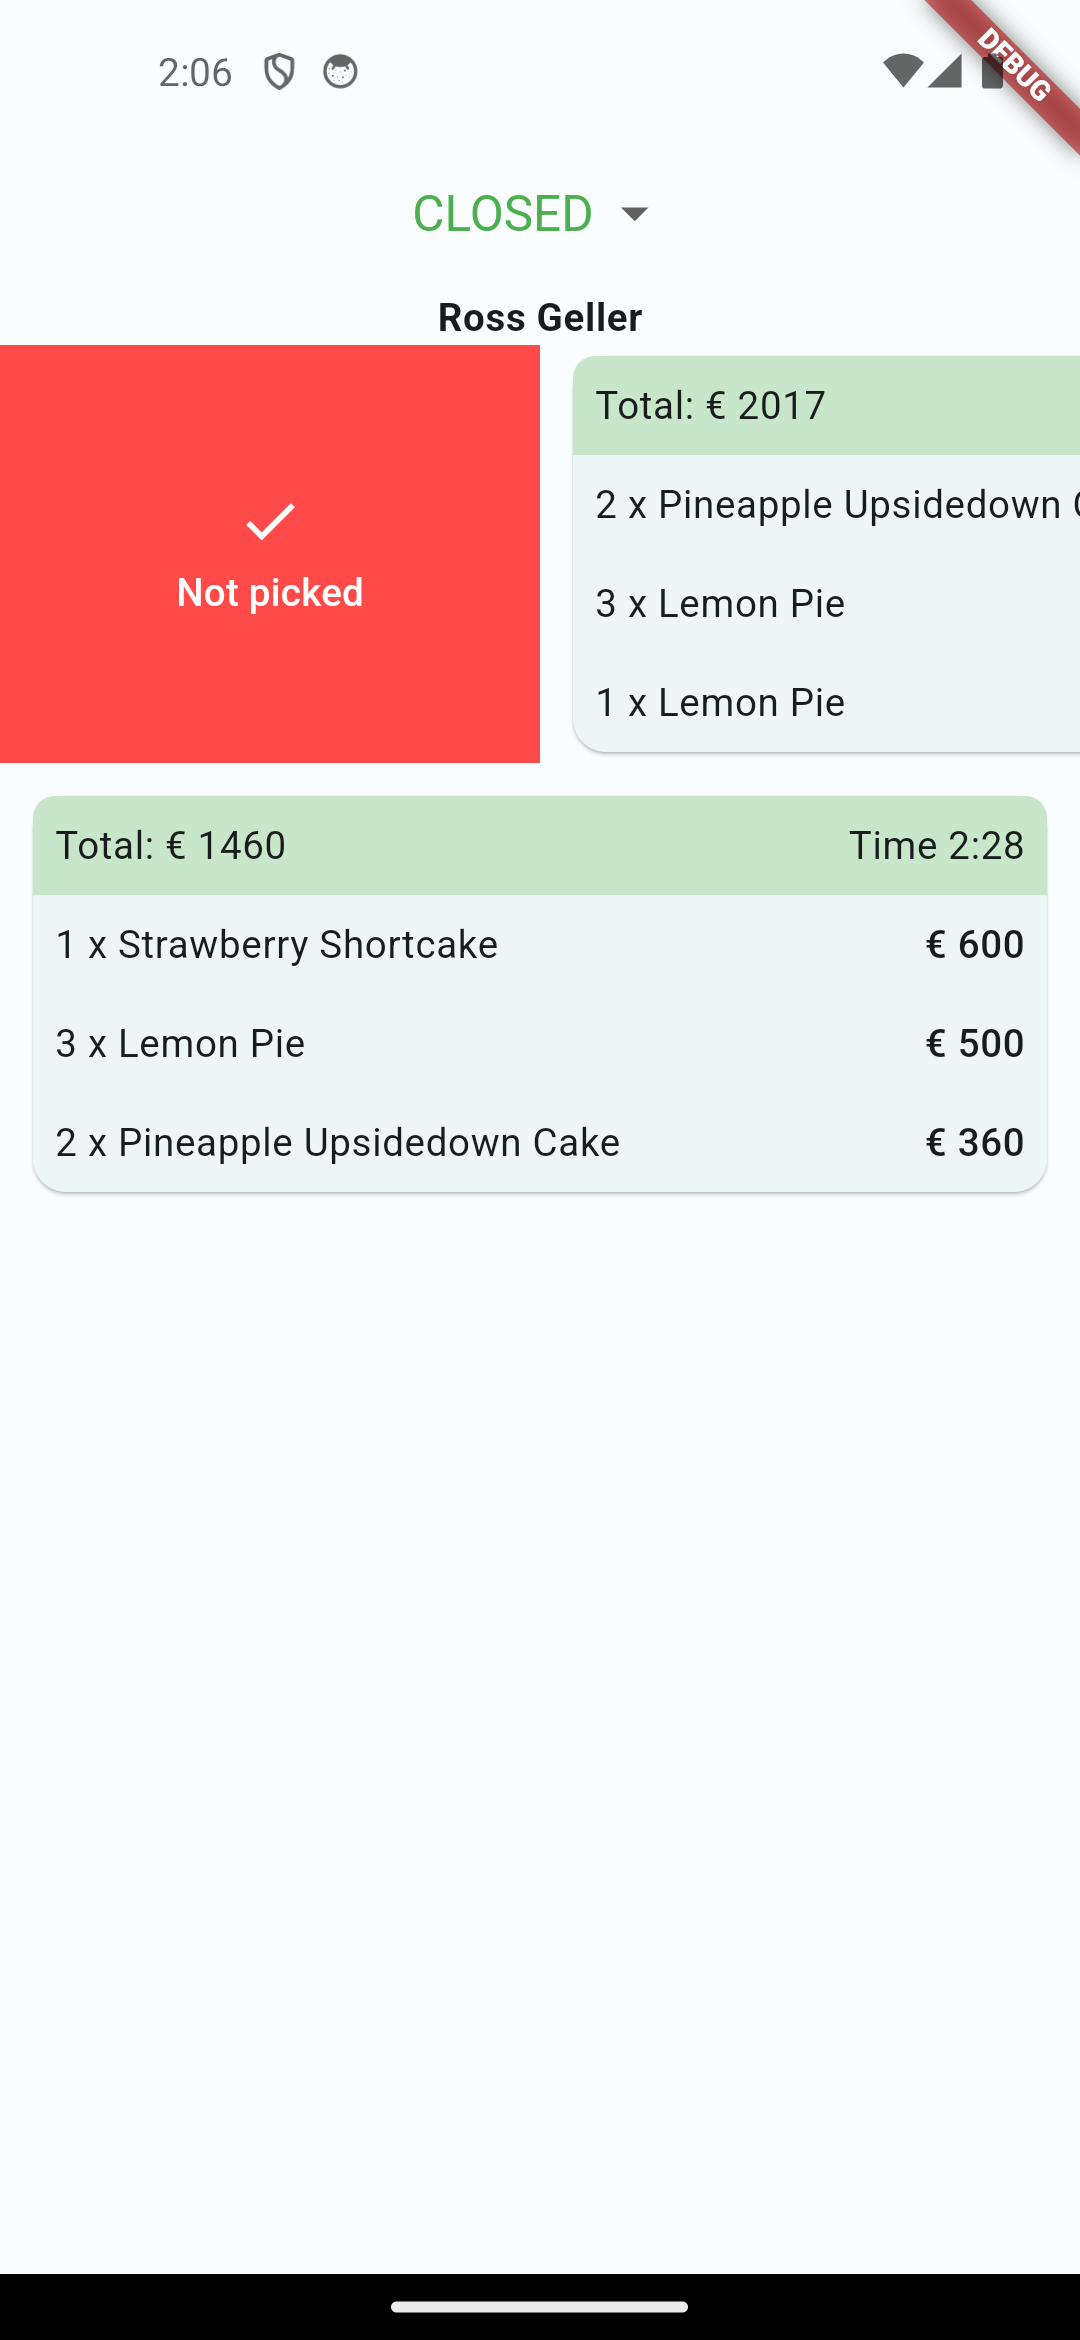 2:06
DEBUG
CLOSED
Ross Geller
Not picked
Total: € 2017
2 x Pineapple Upsidedown
3 x Lemon Pie
1 x Lemon Pie
Total: € 1460 Time 2:28
1 x Strawberry Shortcake € 600
3 x Lemon Pie € 500
2 x Pineapple Upsidedown Cake € 360